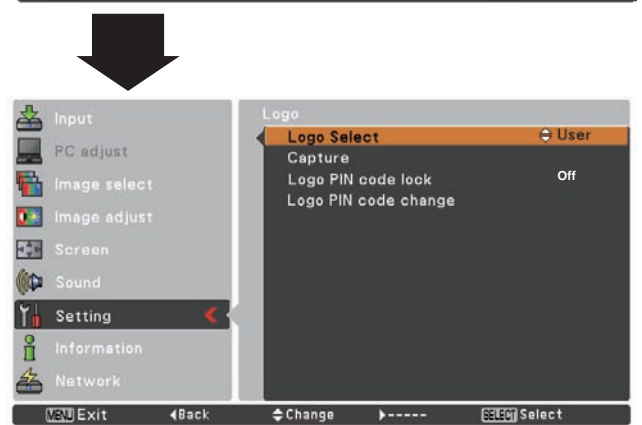 Input
PC adjust
Image select
Image adjust
Screen
Sound
Setting
Information
Network
Logo
Logo Select User
Capture
Logo PIN code lock Off
Logo PIN code change
MENU Exit Back Change ----- SELECT Select